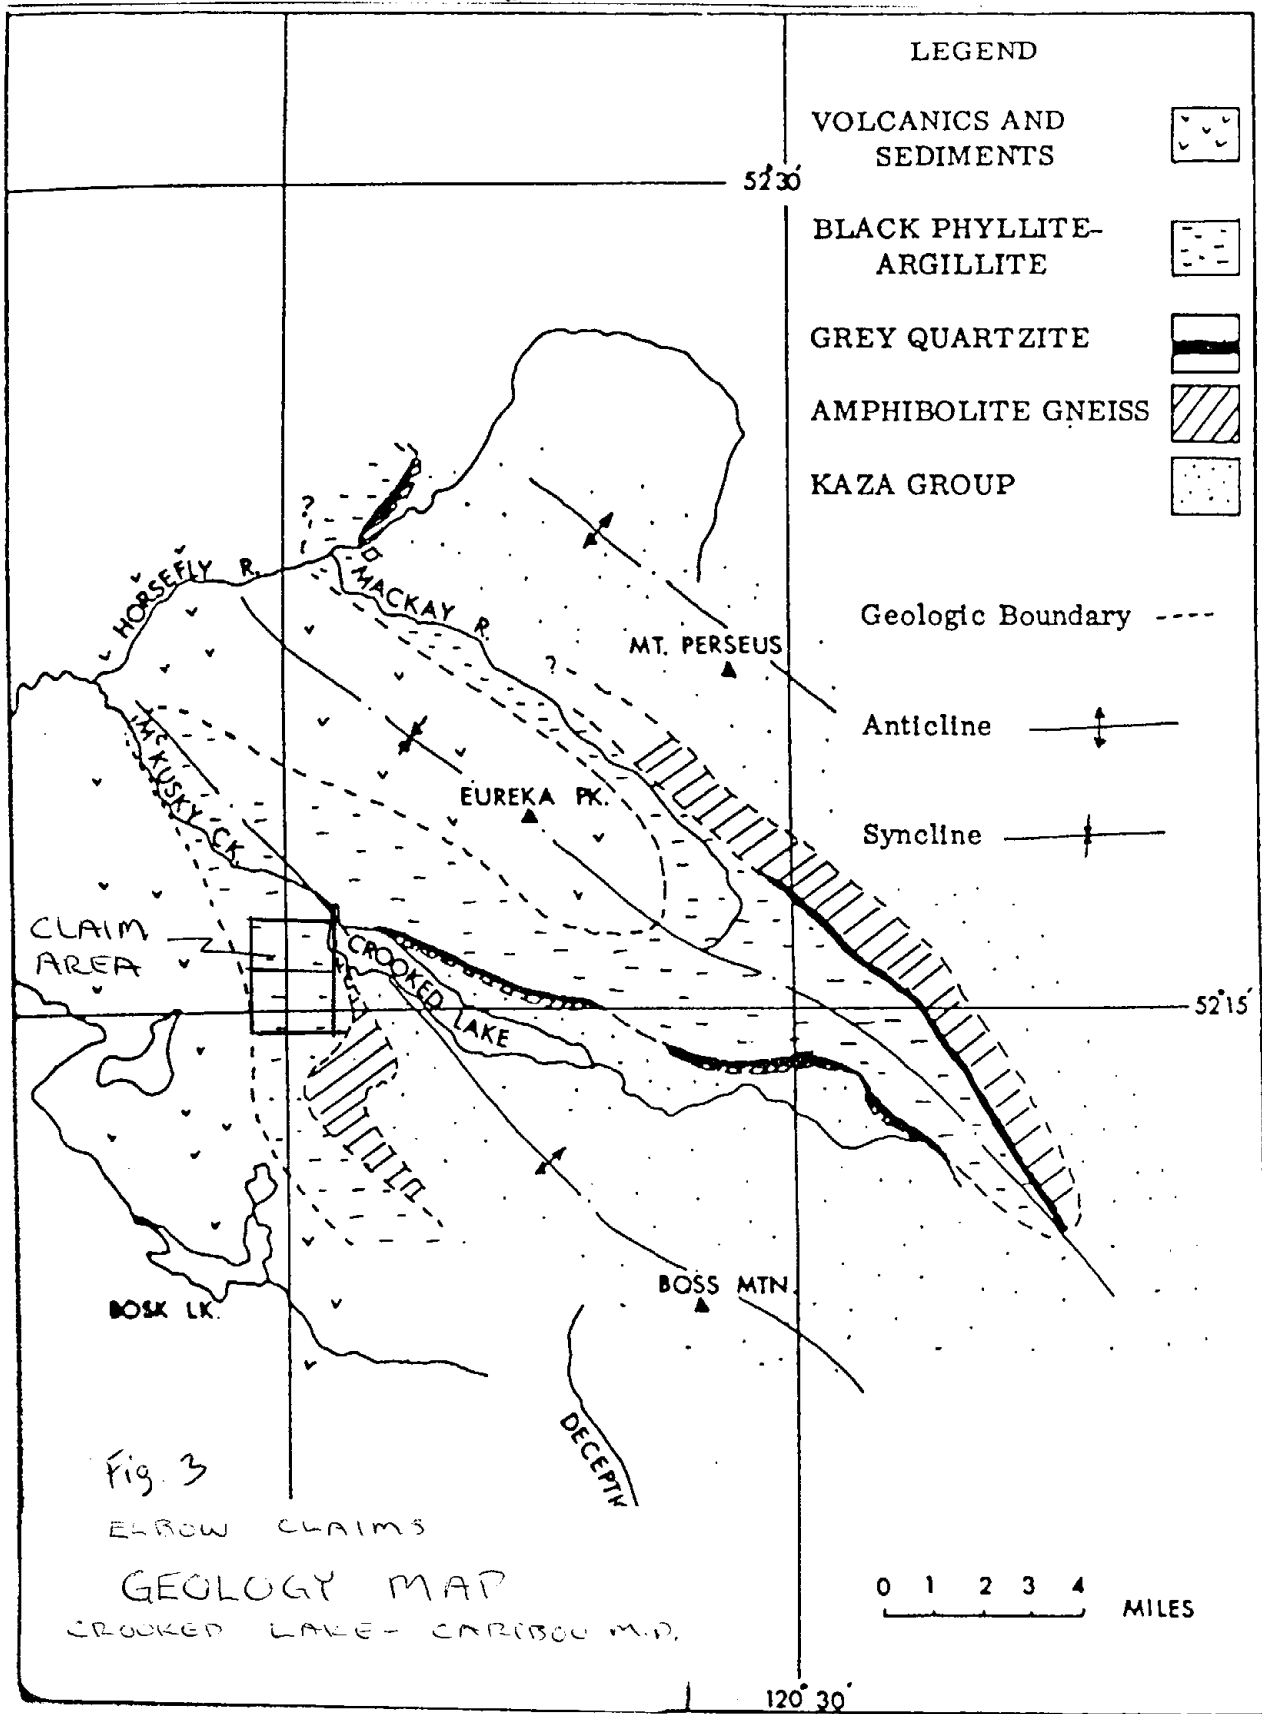 LEGEND
VOLCANICS AND
SEDIMENTS
52°30'
BLACK PHYLLITE-
ARGILLITE
GREY QUARTZITE
AMPHIBOLITE GNEISS
KAZA GROUP
?
HORSEFLY R.
MACKAY R.
Geologic Boundary
MT. PERSEUS
?
Anticline
McKUSKY CK.
EUREKA PK.
Syncline
CLAIM
AREA
CROOKED LAKE
52°15'
BOSK LK.
BOSS MTN.
DECEPTI
Fig. 3
ELBOW CLAIMS
GEOLOGY MAP
CROOKED LAKE - CARIBOU M.D.
0 1 2 3 4 MILES
120°30'